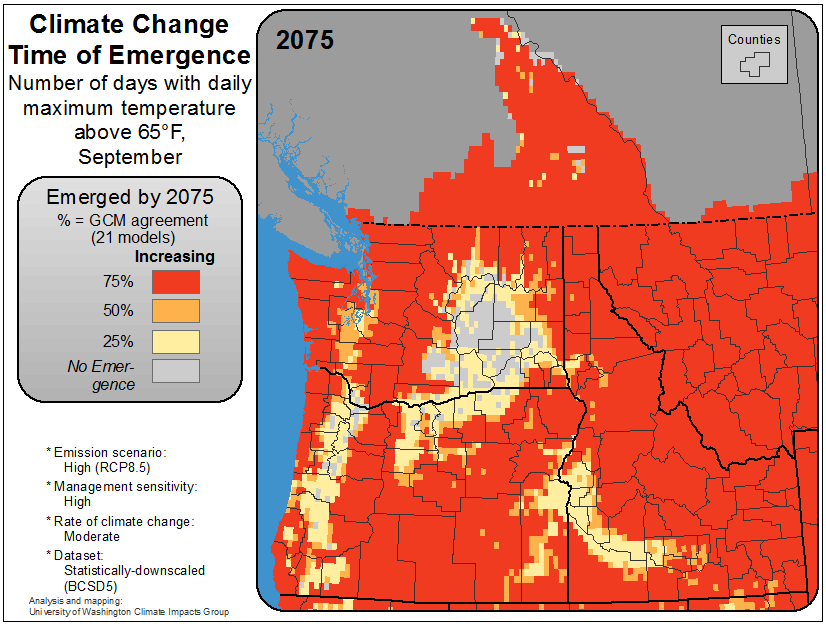 Climate Change
Time of Emergence
Number of days with daily
maximum temperature
above 65°F,
September
2075
Counties
Emerged by 2075
% = GCM agreement
(21 models)
Increasing
75%
50%
25%
No Emer-
gence
* Emission scenario:
High (RCP8.5)
* Management sensitivity:
High
* Rate of climate change:
Moderate
* Dataset:
Statistically-downscaled
(BCSD5)
Analysis and mapping:
University of Washington Climate Impacts Group